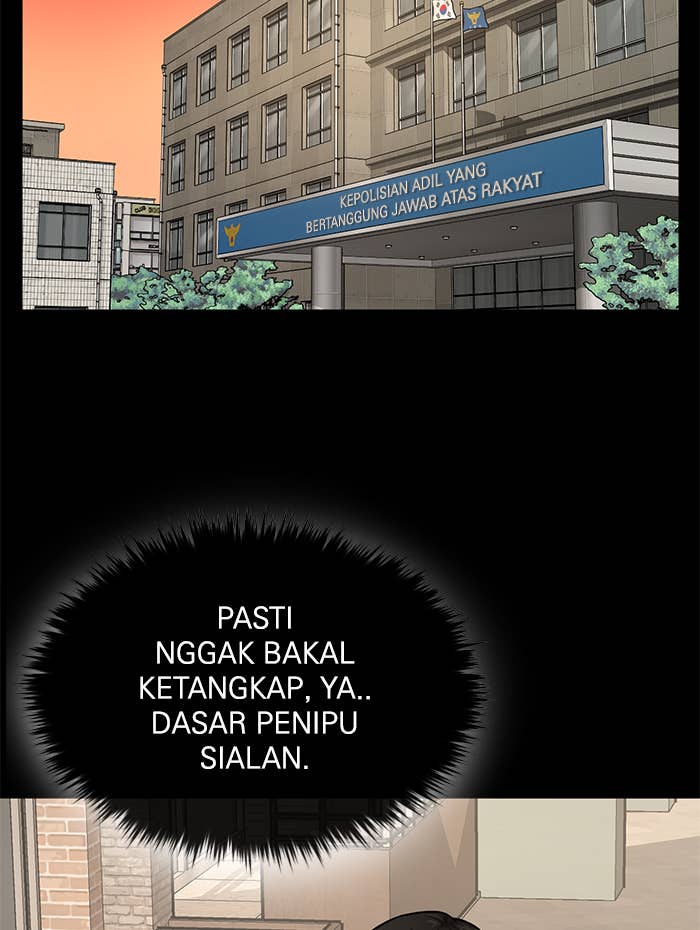 KEPOLISIAN ADIL YANG
BERTANGGUNG JAWAB ATAS RAKYAT
PASTI
NGGAK BAKAL
KETANGKAP, YA..
DASAR PENIPU
SIALAN.